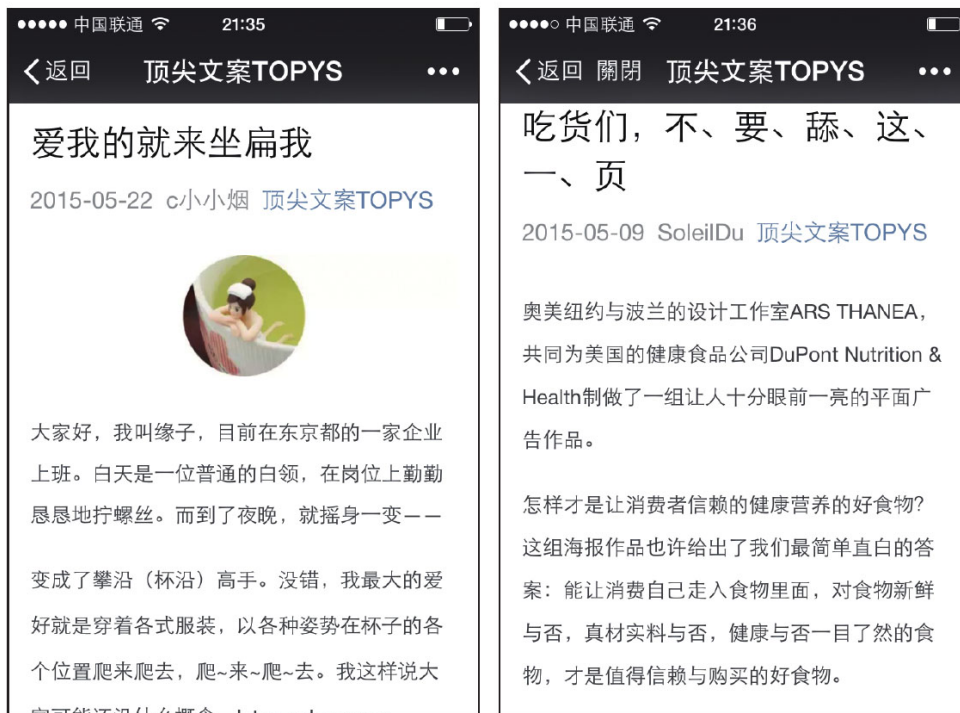 中国联通 21:35
返回 顶尖文案TOPYS
爱我的就来坐扁我
2015-05-22 c小小烟 顶尖文案TOPYS
大家好，我叫缘子，目前在东京都的一家企业
上班。白天是一位普通的白领，在岗位上勤勤
恳恳地拧螺丝。而到了夜晚，就摇身一变——
变成了攀沿（杯沿）高手。没错，我最大的爱
好就是穿着各式服装，以各种姿势在杯子的各
个位置爬来爬去，爬~来~爬~去。我这样说大
中国联通 21:36
返回 關閉 顶尖文案TOPYS
吃货们，不、要、舔、这、
一、页
2015-05-09 SoleilDu 顶尖文案TOPYS
奥美纽约与波兰的设计工作室ARS THANEA，
共同为美国的健康食品公司DuPont Nutrition &
Health制做了一组让人十分眼前一亮的平面广
告作品。
怎样才是让消费者信赖的健康营养的好食物？
这组海报作品也许给出了我们最简单直白的答
案：能让消费自己走入食物里面，对食物新鲜
与否，真材实料与否，健康与否一目了然的食
物，才是值得信赖与购买的好食物。